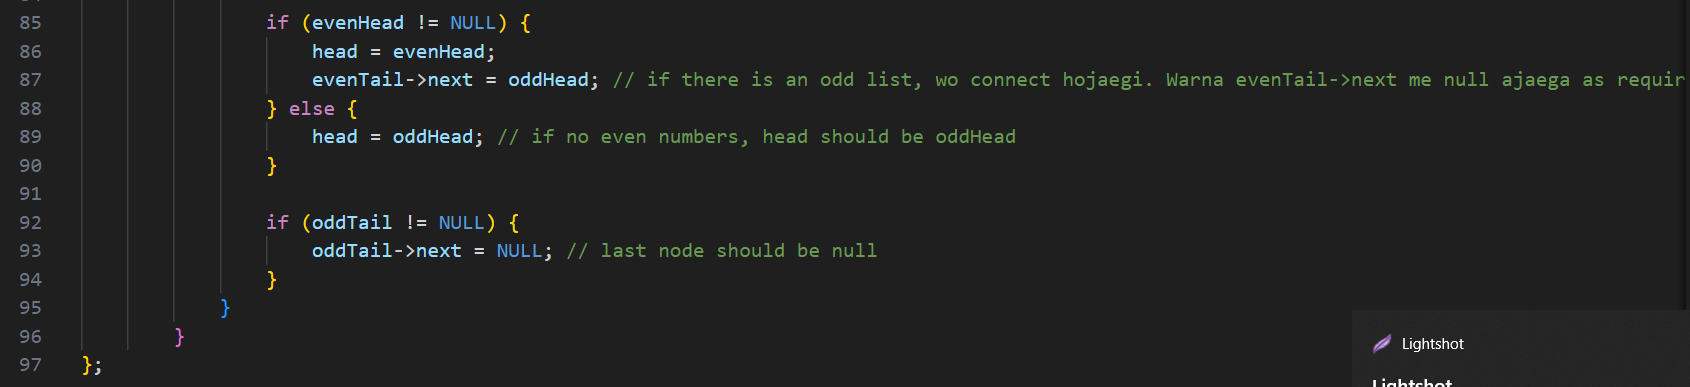 85 if (evenHead != NULL) {
86 head = evenHead;
87 evenTail->next = oddHead; // if there is an odd list, wo connect hojaegi. Warna evenTail->next me null ajaega as requir
88 } else {
89 head = oddHead; // if no even numbers, head should be oddHead
90 }
91
92 if (oddTail != NULL) {
93 oddTail->next = NULL; // last node should be null
94 }
95 }
96 }
97 };
Lightshot
Lightshot